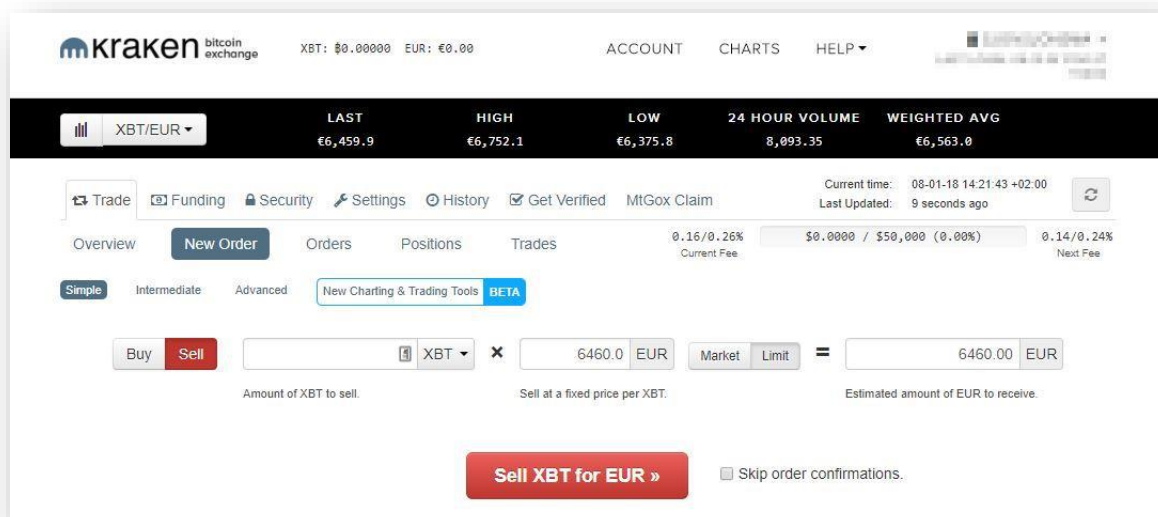 kraken bitcoin exchange XBT: ฿0.00000 EUR: €0.00 ACCOUNT CHARTS HELP
XBT/EUR
LAST HIGH LOW 24 HOUR VOLUME WEIGHTED AVG
€6,459.9 €6,752.1 €6,375.8 8,093.35 €6,563.0
Trade Funding Security Settings History Get Verified MtGox Claim
Current time: 08-01-18 14:21:43 +02:00
Last Updated: 9 seconds ago
Overview New Order Orders Positions Trades
0.16/0.26% $0.0000 / $50,000 (0.00%) 0.14/0.24%
Current Fee Next Fee
Simple Intermediate Advanced New Charting & Trading Tools BETA
Buy Sell XBT × 6460.0 EUR Market Limit = 6460.00 EUR
Amount of XBT to sell. Sell at a fixed price per XBT. Estimated amount of EUR to receive.
Sell XBT for EUR » Skip order confirmations.